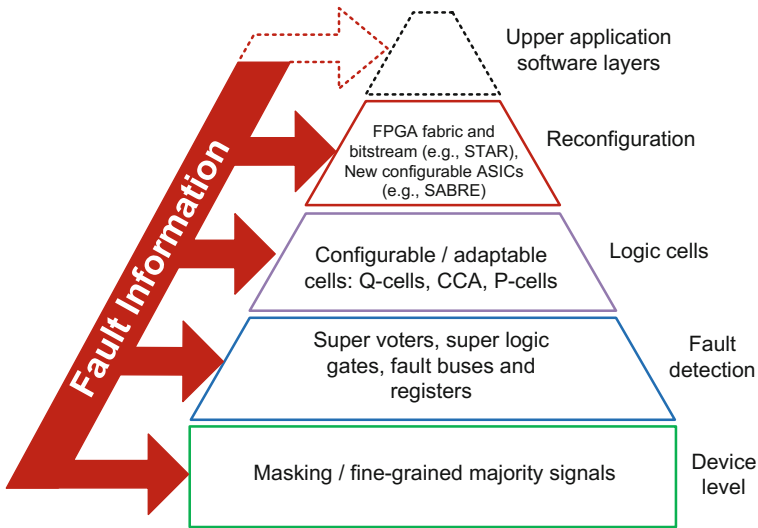 Upper application
software layers
FPGA fabric and
bitstream (e.g., STAR),
New configurable ASICs
(e.g., SABRE)
Reconfiguration
Configurable / adaptable
cells: Q-cells, CCA, P-cells
Logic cells
Super voters, super logic
gates, fault buses and
registers
Fault
detection
Masking / fine-grained majority signals
Device
level
Fault Information